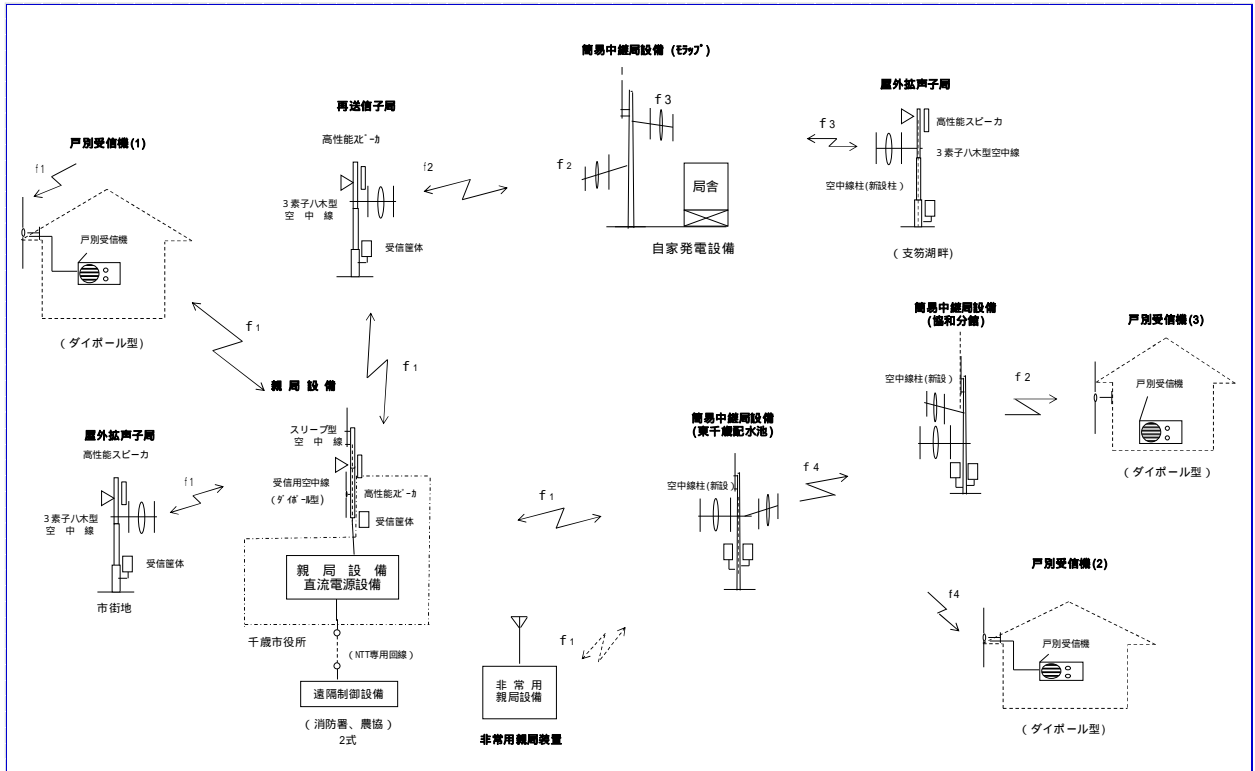 簡易中継局設備 (ﾓﾗｯﾌﾟ)
f3
f2
局舎
自家発電設備
屋外拡声子局
高性能スピーカ
f3
3素子八木型空中線
空中線柱(新設柱)
(支笏湖畔)
再送信子局
高性能ｽﾋﾟｰｶ
f2
3素子八木型
空中線
受信筐体
戸別受信機(1)
f1
戸別受信機
(ダイポール型)
f1
f1
親局設備
スリーブ型
空中線
受信用空中線
(ﾀﾞｲﾎﾟｰﾙ型)
高性能ｽﾋﾟｰｶ
受信筐体
親局設備
直流電源設備
千歳市役所
(NTT専用回線)
遠隔制御設備
(消防署、農協)
2式
屋外拡声子局
高性能スピーカ
f1
3素子八木型
空中線
受信筐体
市街地
簡易中継局設備
(東千歳配水池)
空中線柱(新設)
f1
f4
f1
非常用
親局設備
非常用親局装置
簡易中継局設備
(協和分館)
空中線柱(新設)
f2
戸別受信機(3)
戸別受信機
(ダイポール型)
戸別受信機(2)
f4
戸別受信機
(ダイポール型)